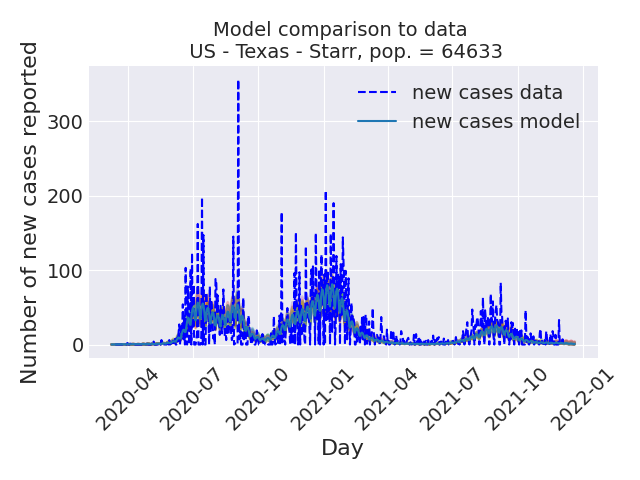 Model comparison to data
US - Texas - Starr, pop. = 64633
Number of new cases reported
300
200
100
0
new cases data
new cases model
2020-04
2020-07
2020-10
2021-01
2021-04
2021-07
2021-10
2022-01
Day